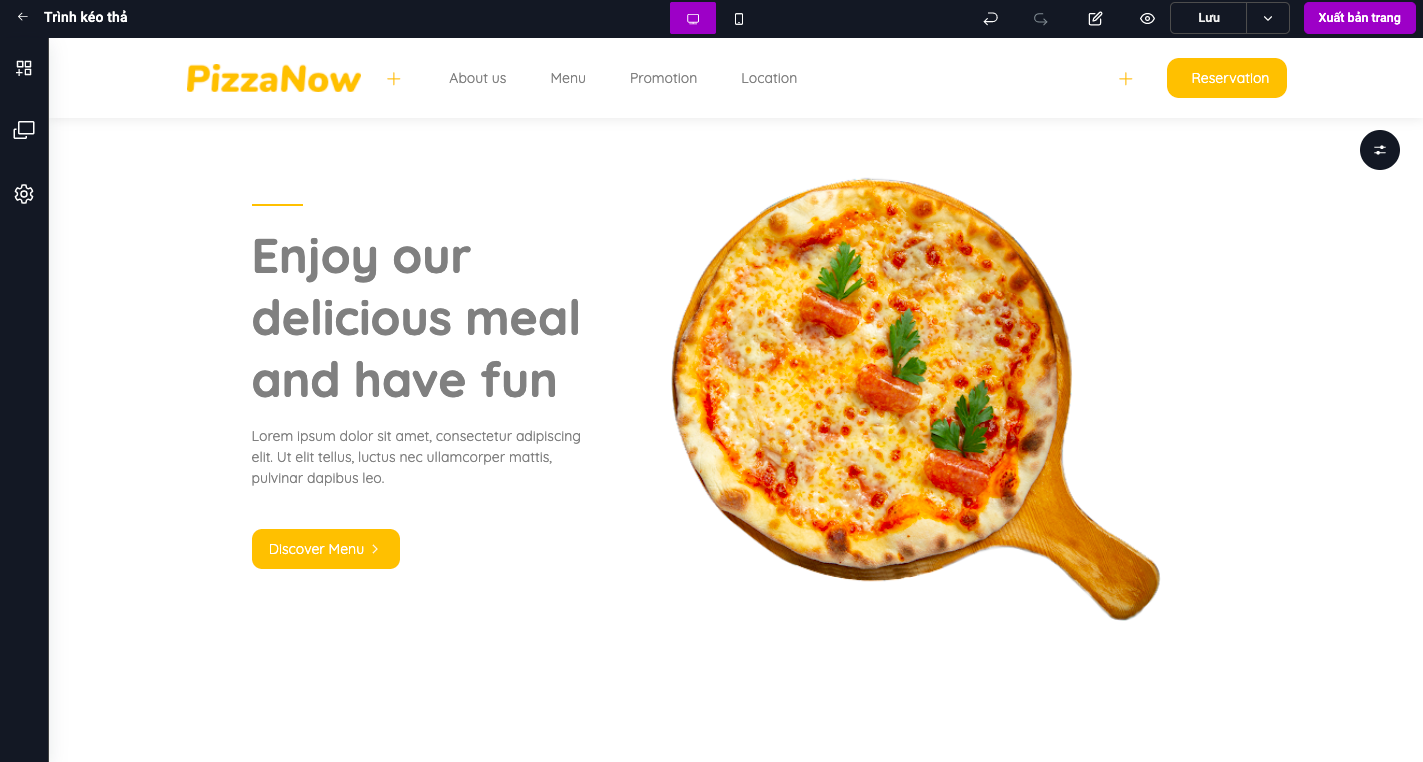 Trình kéo thả
Lưu
Xuất bản trang
PizzaNow
About us
Menu
Promotion
Location
Reservation
Enjoy our
delicious meal
and have fun
Lorem ipsum dolor sit amet, consectetur adipiscing
elit. Ut elit tellus, luctus nec ullamcorper mattis,
pulvinar dapibus leo.
Discover Menu